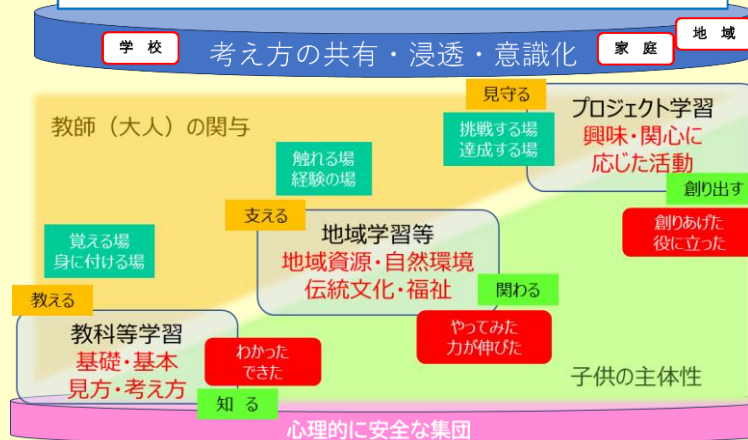 学 校
考え方の共有・浸透・意識化
家 庭
地 域
教師（大人）の関与
見守る
挑戦する場
達成する場
プロジェクト学習
興味・関心に
応じた活動
創り出す
創りあげた
役に立った
触れる場
経験の場
支える
地域学習等
地域資源・自然環境
伝統文化・福祉
関わる
やってみた
力が伸びた
覚える場
身に付ける場
教える
教科等学習
基礎・基本
見方・考え方
わかった
できた
知 る
子供の主体性
心理的に安全な集団